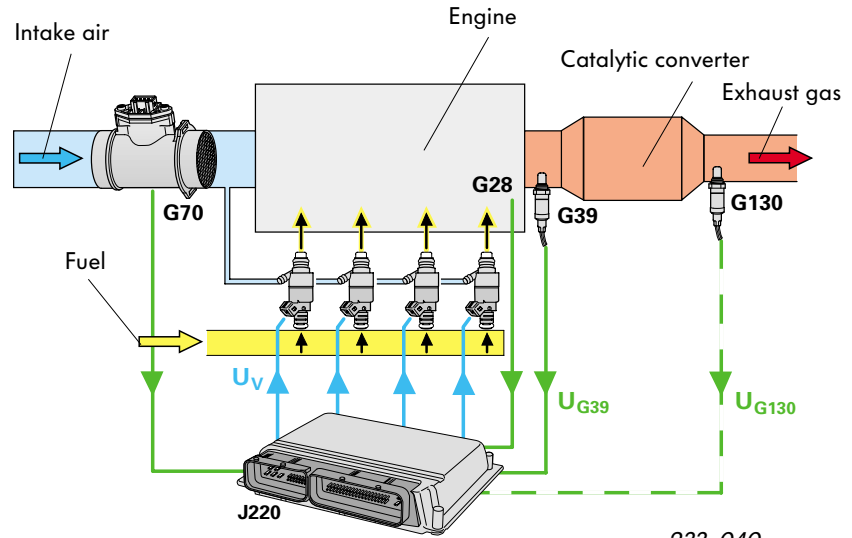 Engine
Intake air
Catalytic converter
Exhaust gas
G28
G70
G39
G130
Fuel
UV
UG39
UG130
J220